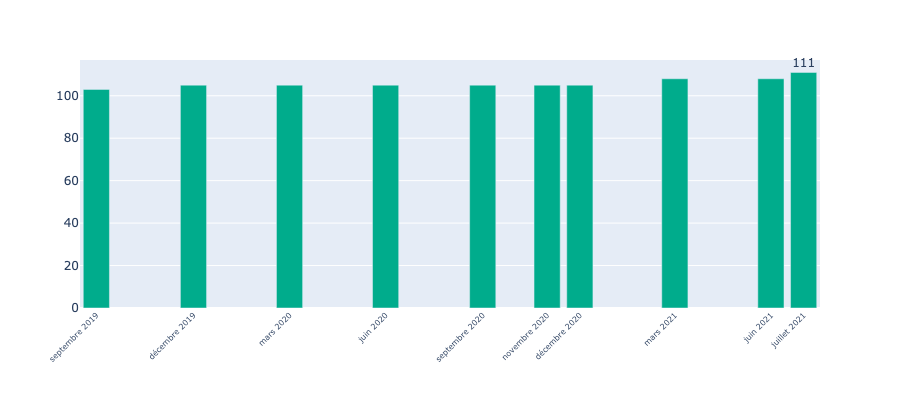 111
100
80
60
40
20
0
septembre 2019
décembre 2019
mars 2020
juin 2020
septembre 2020
novembre 2020
décembre 2020
mars 2021
juin 2021
juillet 2021